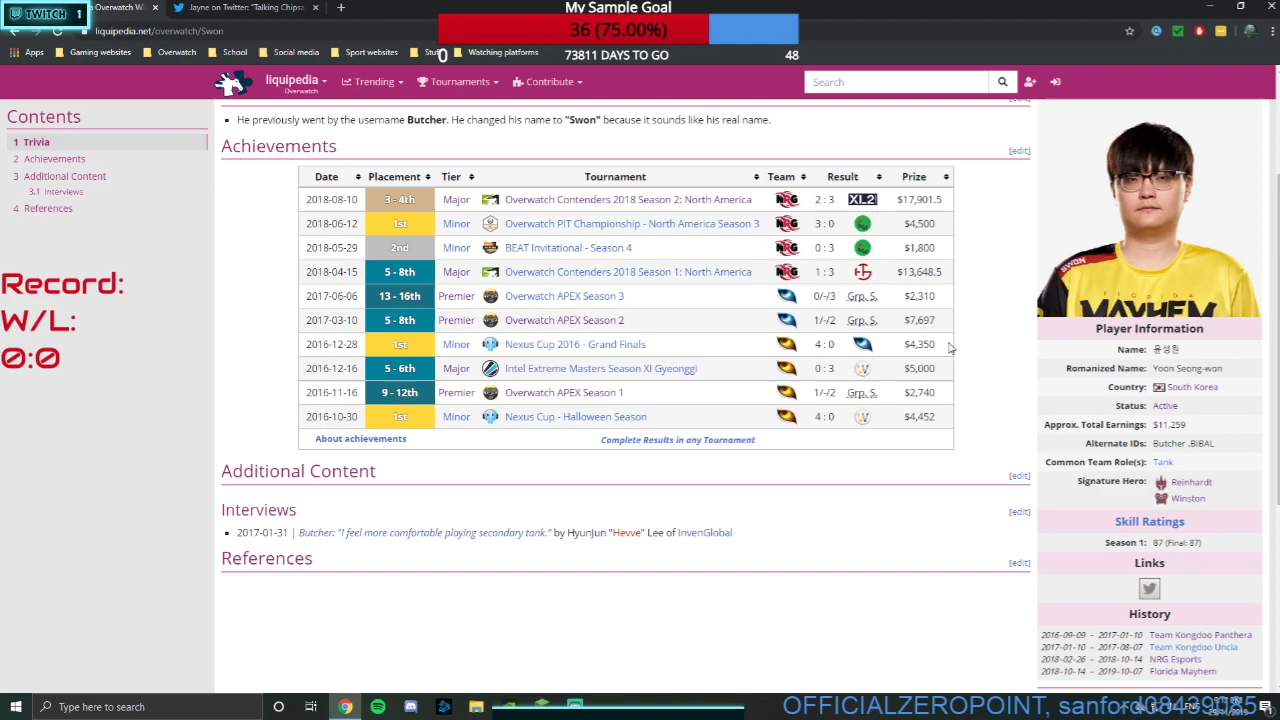 TWITCH 1
Overwatch Wi
Jayne on Twitter: "Talking Chipsa
My Sample Goal
36 (75.00%)
0 73811 DAYS TO GO 48
liquipedia.net/overwatch/Swon
Apps Gaming websites Overwatch School Social media Sport websites Watching platforms
liquipedia Overwatch Trending Tournaments Contribute Search
Contents
1 Trivia
2 Achievements
3 Additional Content
3.1 Interviews
4 References
Record:
W/L:
0:0
He previously went by the username Butcher. He changed his name to "Swon" because it sounds like his real name.
Achievements [edit]
Date Placement Tier Tournament Team Result Prize
2018-08-10 3 - 4th Major Overwatch Contenders 2018 Season 2: North America NRG 2 : 3 XL2 $17,901.5
2018-06-12 1st Minor Overwatch PIT Championship - North America Season 3 NRG 3 : 0 $4,500
2018-05-29 2nd Minor BEAT Invitational - Season 4 NRG 0 : 3 $1,800
2018-04-15 5 - 8th Major Overwatch Contenders 2018 Season 1: North America NRG 1 : 3 $13,648.5
2017-06-06 13 - 16th Premier Overwatch APEX Season 3 0/-/3 Grp. S. $2,310
2017-03-10 5 - 8th Premier Overwatch APEX Season 2 1/-/2 Grp. S. $7,697
2016-12-28 1st Minor Nexus Cup 2016 - Grand Finals 4 : 0 $4,350
2016-12-16 5 - 6th Major Intel Extreme Masters Season XI Gyeonggi 0 : 3 $5,000
2016-11-16 9 - 12th Premier Overwatch APEX Season 1 1/-/2 Grp. S. $2,740
2016-10-30 1st Minor Nexus Cup - Halloween Season 4 : 0 $4,452
About achievements Complete Results in any Tournament
Additional Content [edit]
Interviews [edit]
2017-01-31 | Butcher: "I feel more comfortable playing secondary tank." by HyunJun "Hevve" Lee of InvenGlobal
References [edit]
SWON
MAYHEM
Player Information
Name: 윤성원
Romanized Name: Yoon Seong-won
Country: South Korea
Status: Active
Approx. Total Earnings: $11,259
Alternate IDs: Butcher .BIBAL
Common Team Role(s): Tank
Signature Hero: Reinhardt
Winston
Skill Ratings
Season 1: 87 (Final: 87)
Links
History
2016-09-09 - 2017-01-10 Team Kongdoo Panthera
2017-01-10 - 2017-08-07 Team Kongdoo Uncia
2018-02-26 - 2018-10-14 NRG Esports
2018-10-14 - 2019-10-07 Florida Mayhem
Type here to search
ENG